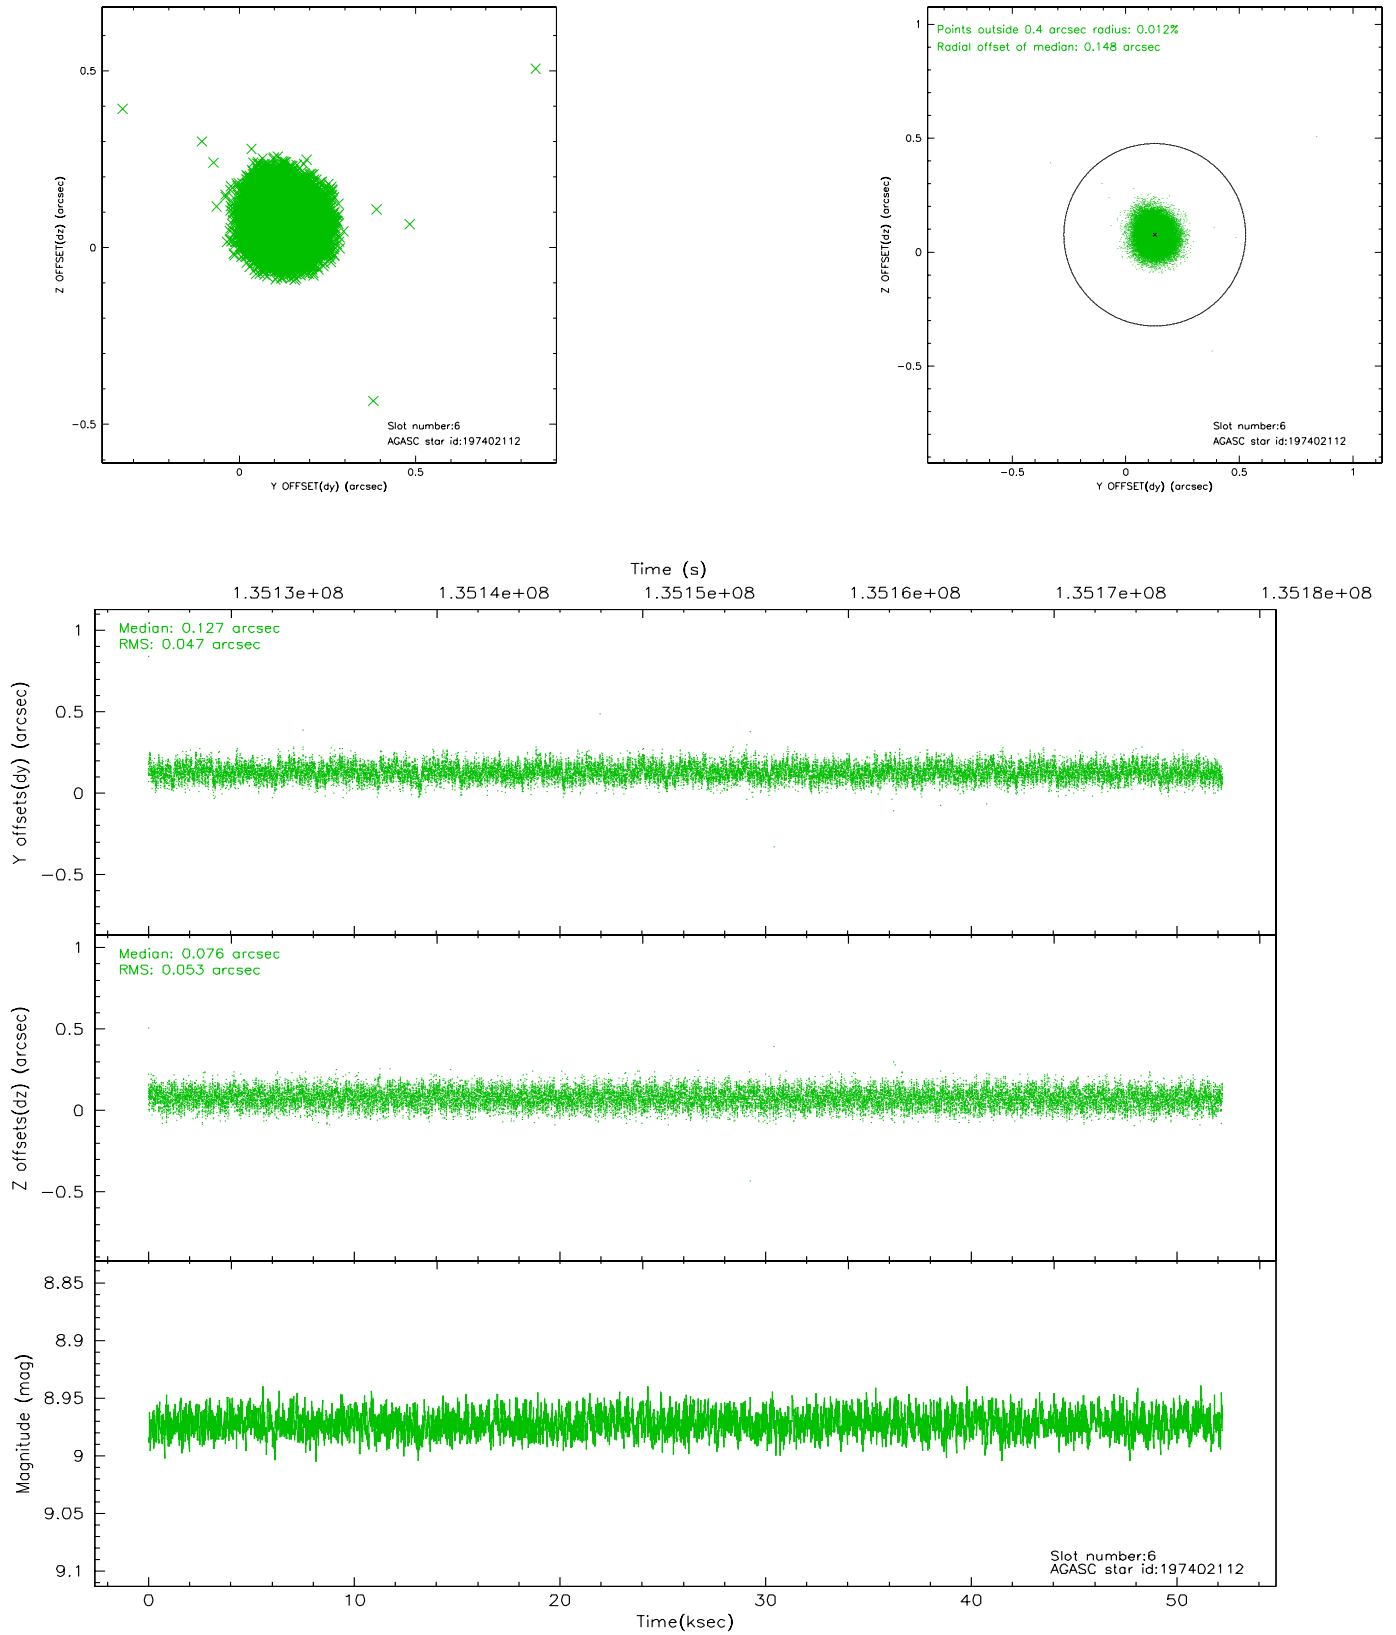 0.5
0
-0.5
Z OFFSET(dz) (arcsec)
Slot number:6
AGASC star id:197402112
0
0.5
Y OFFSET(dy) (arcsec)
Points outside 0.4 arcsec radius: 0.012%
Radial offset of median: 0.148 arcsec
1
0.5
0
-0.5
Z OFFSET(dz) (arcsec)
Slot number:6
AGASC star id:197402112
-0.5
0
0.5
1
Y OFFSET(dy) (arcsec)
Time (s)
1.3513e+08
1.3514e+08
1.3515e+08
1.3516e+08
1.3517e+08
1.3518e+08
Median: 0.127 arcsec
RMS: 0.047 arcsec
1
0.5
0
-0.5
Y offsets(dy) (arcsec)
Median: 0.076 arcsec
RMS: 0.053 arcsec
1
0.5
0
-0.5
Z offsets(dz) (arcsec)
8.85
8.9
8.95
9
9.05
9.1
Magnitude (mag)
Slot number:6
AGASC star id:197402112
0
10
20
30
40
50
Time(ksec)